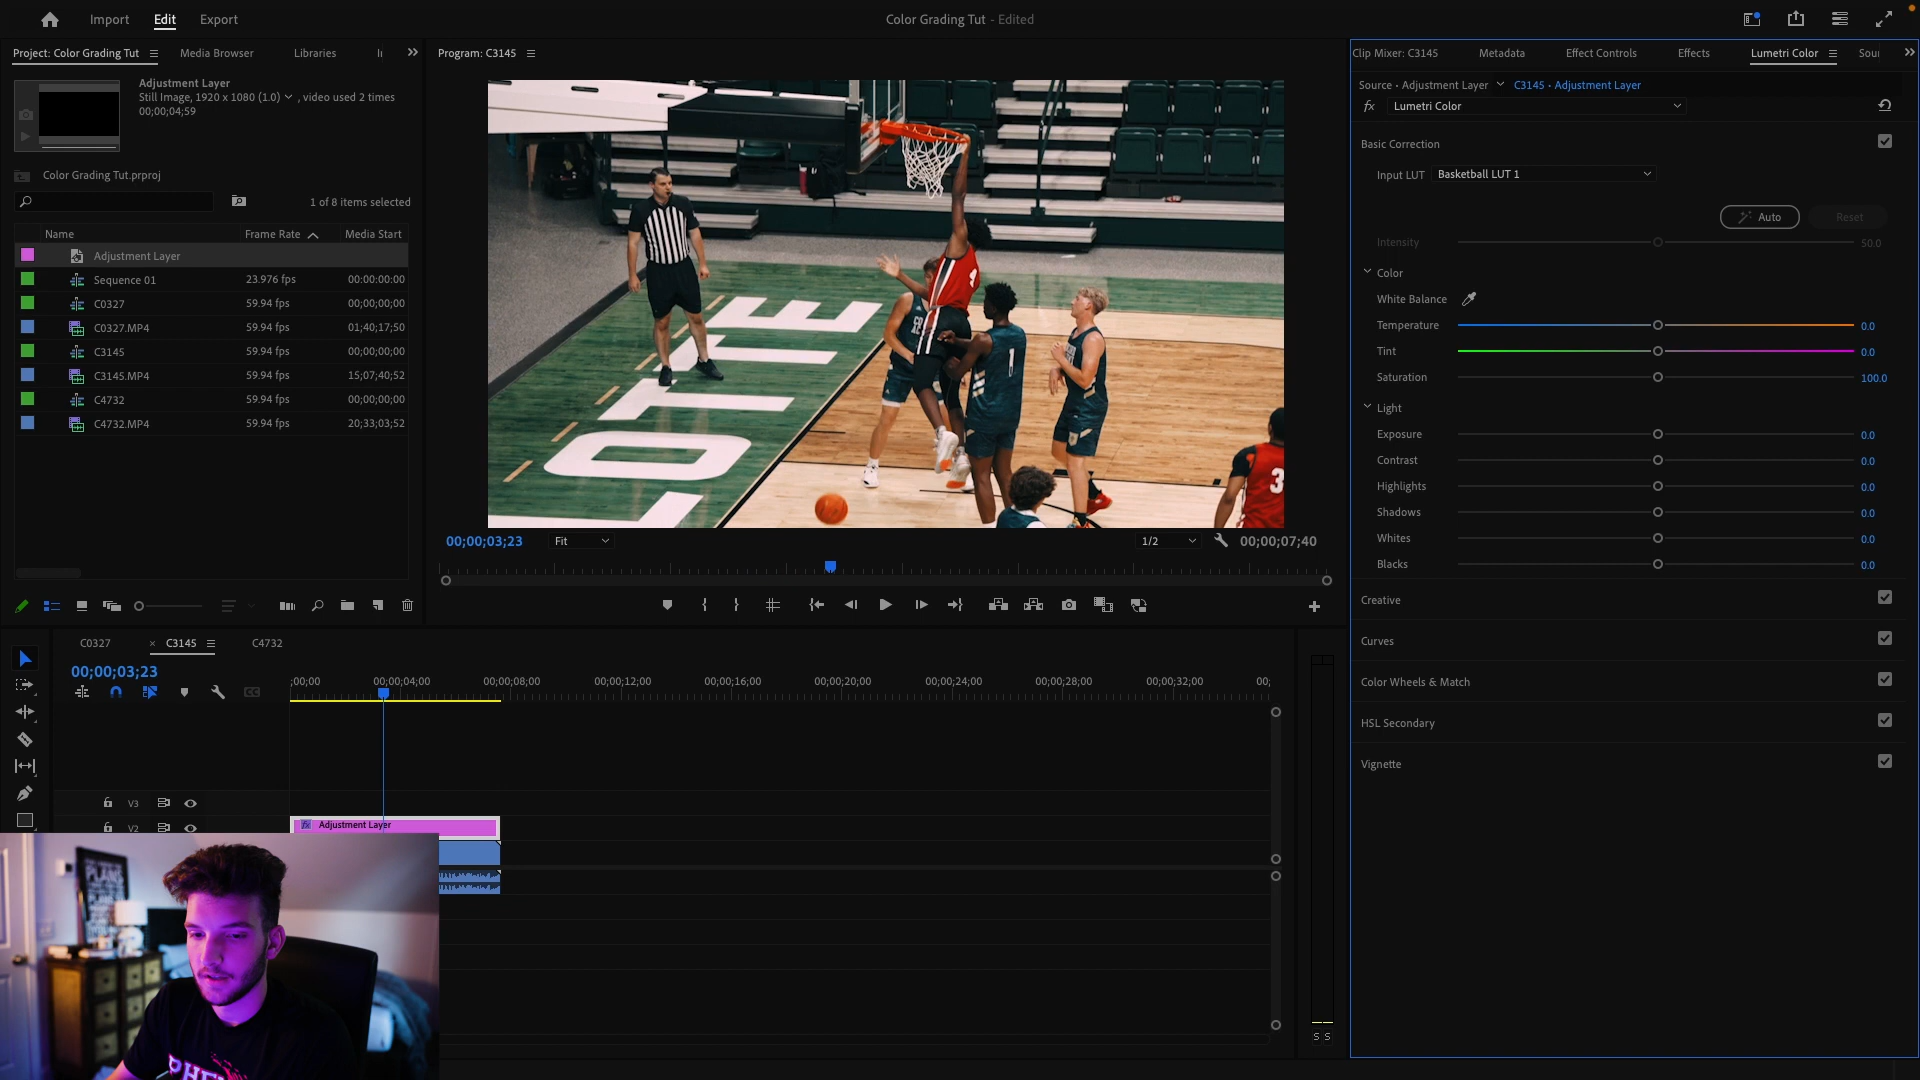 Import
Edit
Export
Color Grading Tut - Edited
Project: Color Grading Tut
Media Browser
Libraries
Adjustment Layer
Still Image, 1920 x 1080 (1.0) , video used 2 times
00;00;04;59
Color Grading Tut.prproj
1 of 8 items selected
Name
Frame Rate
Media Start
Adjustment Layer
Sequence 01
23.976 fps
00:00:00:00
C0327
59.94 fps
00;00;00;00
C0327.MP4
59.94 fps
01;40;17;50
C3145
59.94 fps
00;00;00;00
C3145.MP4
59.94 fps
15;07;40;52
C4732
59.94 fps
00;00;00;00
C4732.MP4
59.94 fps
20;33;03;52
Program: C3145
LOTTE
1
3
00;00;03;23
Fit
1/2
00;00;07;40
Clip Mixer: C3145
Metadata
Effect Controls
Effects
Lumetri Color
Sour
Source · Adjustment Layer
C3145 · Adjustment Layer
fx
Lumetri Color
Basic Correction
Input LUT
Basketball LUT 1
Auto
Reset
Intensity
50.0
Color
White Balance
Temperature
0.0
Tint
0.0
Saturation
100.0
Light
Exposure
0.0
Contrast
0.0
Highlights
0.0
Shadows
0.0
Whites
0.0
Blacks
0.0
Creative
Curves
Color Wheels & Match
HSL Secondary
Vignette
C0327
× C3145
C4732
00;00;03;23
;00;00
00;00;04;00
00;00;08;00
00;00;12;00
00;00;16;00
00;00;20;00
00;00;24;00
00;00;28;00
00;00;32;00
00;
V3
V2
fx Adjustment Layer
S S